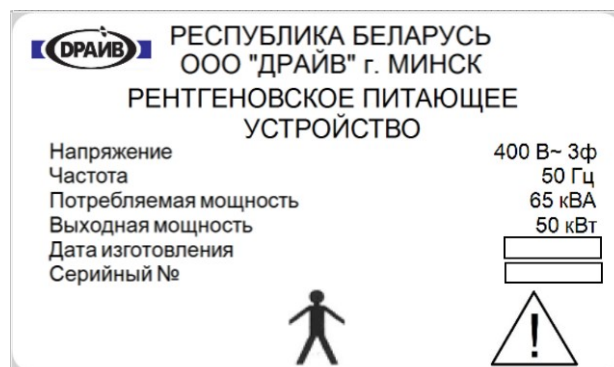 ДРАЙВ
РЕСПУБЛИКА БЕЛАРУСЬ
ООО "ДРАЙВ" г. МИНСК
РЕНТГЕНОВСКОЕ ПИТАЮЩЕЕ
УСТРОЙСТВО
Напряжение 400 В~ 3ф
Частота 50 Гц
Потребляемая мощность 65 кВА
Выходная мощность 50 кВт
Дата изготовления
Серийный №
!